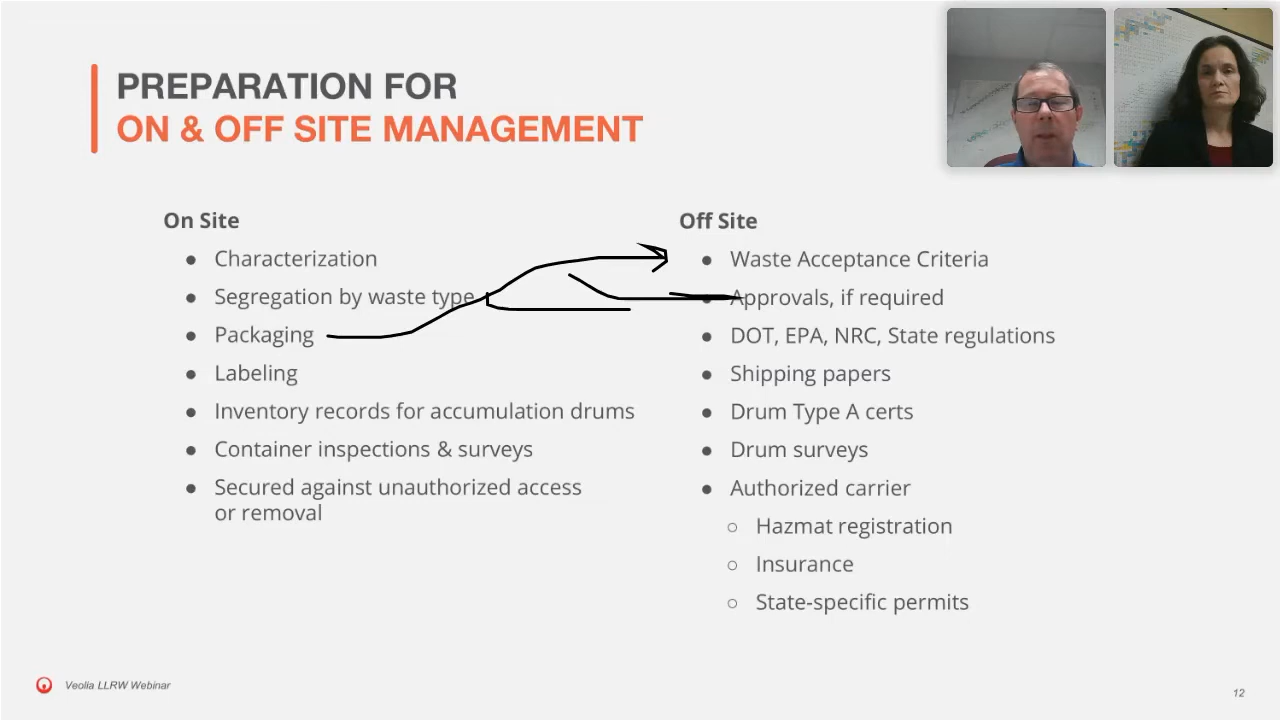 PREPARATION FOR
ON & OFF SITE MANAGEMENT
On Site
● Characterization
● Segregation by waste type
● Packaging
● Labeling
● Inventory records for accumulation drums
● Container inspections & surveys
● Secured against unauthorized access
or removal
Off Site
● Waste Acceptance Criteria
● Approvals, if required
● DOT, EPA, NRC, State regulations
● Shipping papers
● Drum Type A certs
● Drum surveys
● Authorized carrier
○ Hazmat registration
○ Insurance
○ State-specific permits
Veolia LLRW Webinar
12